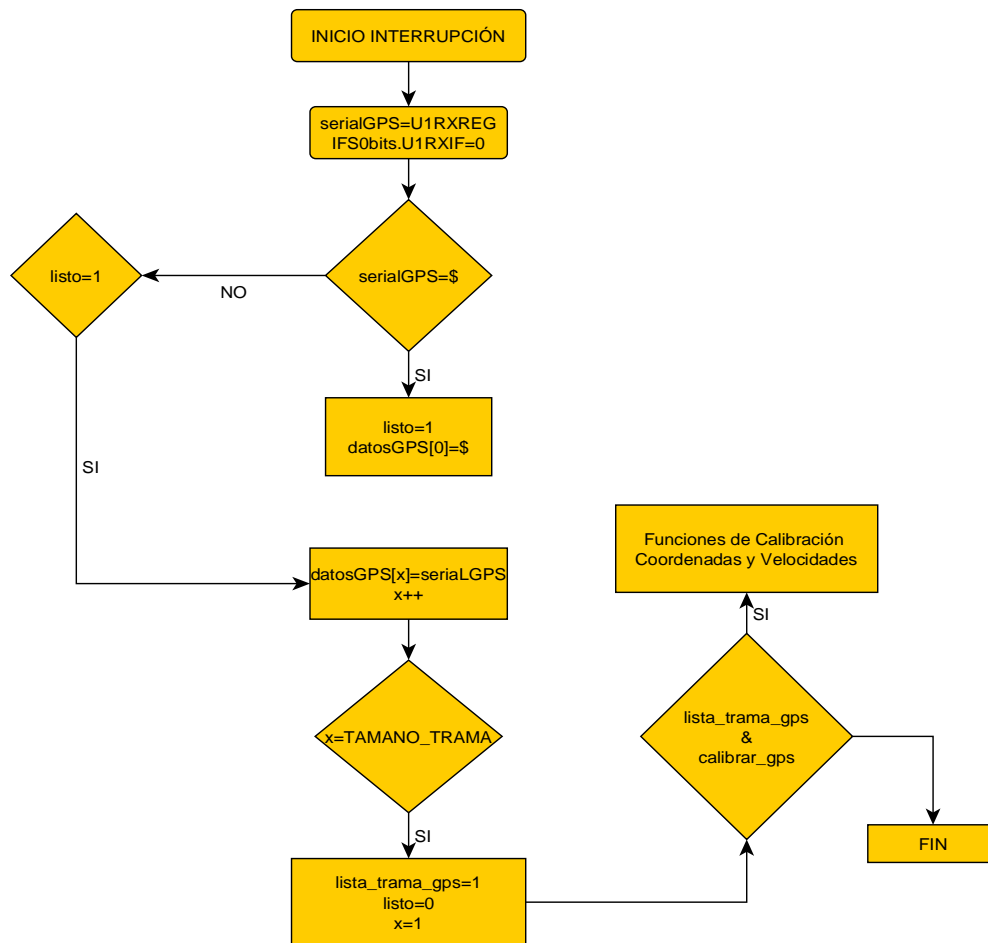 INICIO INTERRUPCIÓN
serialGPS=U1RXREG
IFS0bits.U1RXIF=0
serialGPS=$
NO
listo=1
SI
listo=1
datosGPS[0]=$
SI
datosGPS[x]=seriaLGPS
x++
x=TAMANO_TRAMA
SI
lista_trama_gps=1
listo=0
x=1
Funciones de Calibración
Coordenadas y Velocidades
SI
lista_trama_gps
&
calibrar_gps
FIN